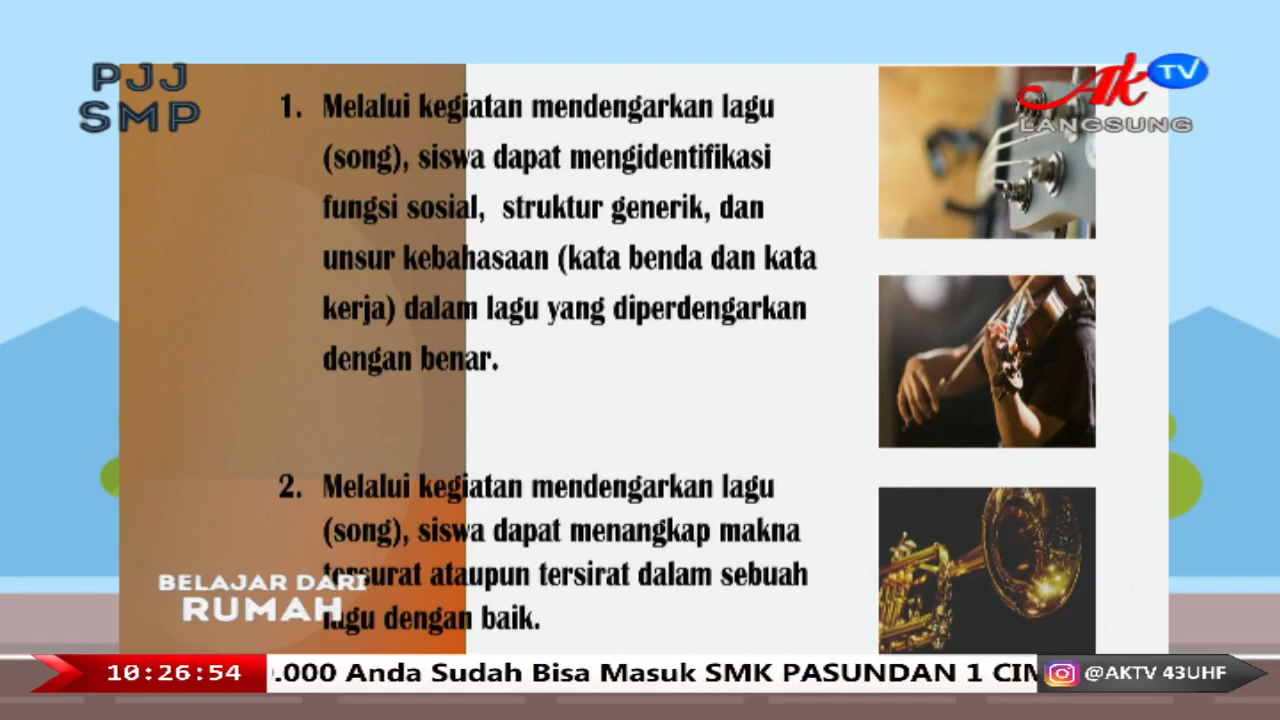 PJJ
SMP
Ak TV
LANGSUNG
1. Melalui kegiatan mendengarkan lagu
(song), siswa dapat mengidentifikasi
fungsi sosial, struktur generik, dan
unsur kebahasaan (kata benda dan kata
kerja) dalam lagu yang diperdengarkan
dengan benar.
2. Melalui kegiatan mendengarkan lagu
(song), siswa dapat menangkap makna
tersurat ataupun tersirat dalam sebuah
lagu dengan baik.
BELAJAR DARI
RUMAH
10:26:54
.000 Anda Sudah Bisa Masuk SMK PASUNDAN 1 CIM
@AKTV 43UHF